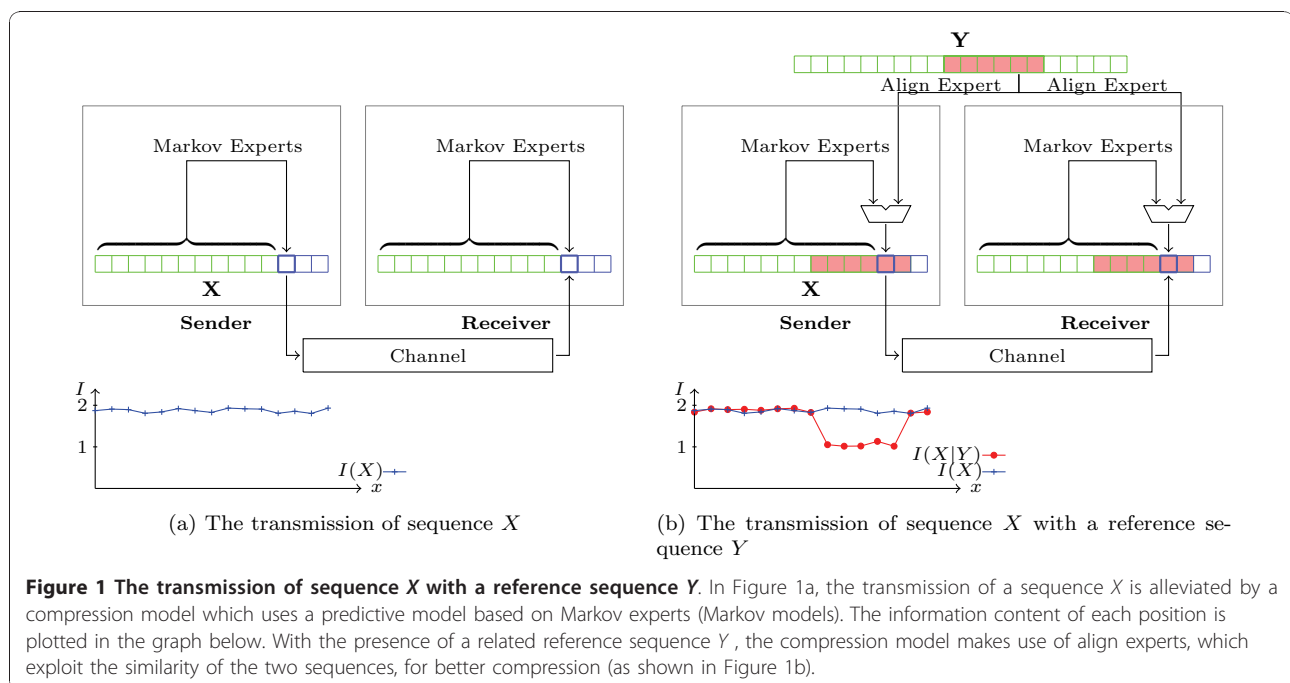 Markov Experts
Markov Experts
X
Sender
Receiver
Channel
I
2
1
I(X)
x
(a) The transmission of sequence X
Y
Align Expert
Align Expert
Markov Experts
Markov Experts
X
Sender
Receiver
Channel
I
2
1
I(X|Y)
I(X)
x
(b) The transmission of sequence X with a reference se-
quence Y
Figure 1 The transmission of sequence X with a reference sequence Y. In Figure 1a, the transmission of a sequence X is alleviated by a
compression model which uses a predictive model based on Markov experts (Markov models). The information content of each position is
plotted in the graph below. With the presence of a related reference sequence Y , the compression model makes use of align experts, which
exploit the similarity of the two sequences, for better compression (as shown in Figure 1b).